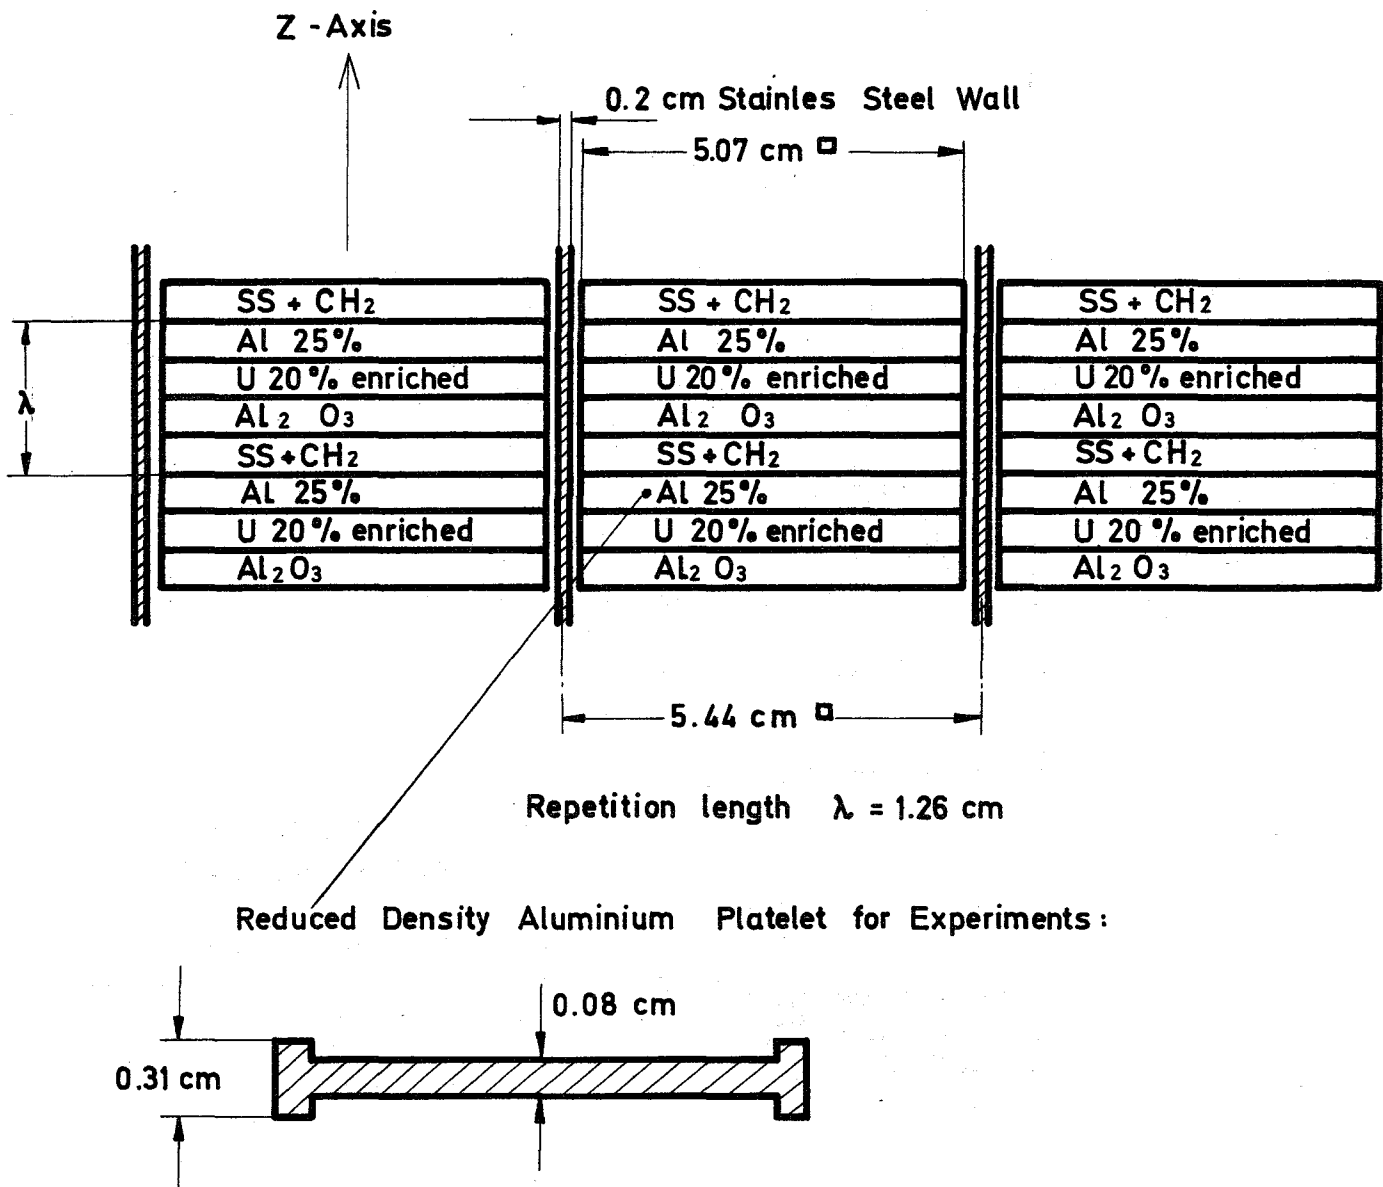 Z - Axis
0.2 cm Stainles Steel Wall
5.07 cm □
SS + CH2 SS + CH2 SS + CH2
Al 25% Al 25% Al 25%
U 20% enriched U 20% enriched U 20% enriched
λ
Al2 O3 Al2 O3 Al2 O3
SS+CH2 SS+CH2 SS+CH2
Al 25% Al 25% Al 25%
U 20% enriched U 20% enriched U 20% enriched
Al2O3 Al2 O3 Al2 O3
5.44 cm □
Repetition length λ = 1.26 cm
Reduced Density Aluminium Platelet for Experiments:
0.08 cm
0.31 cm